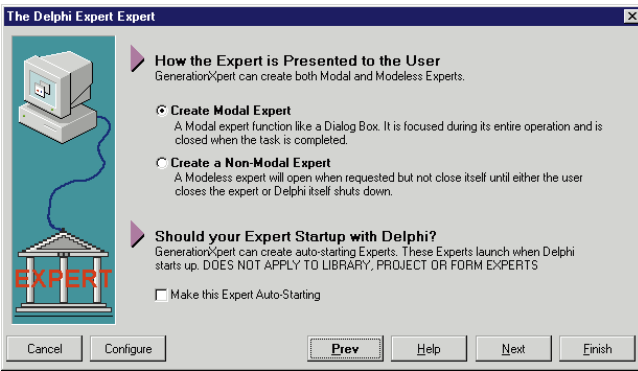 The Delphi Expert Expert
How the Expert is Presented to the User
GenerationXpert can create both Modal and Modeless Experts.
Create Modal Expert
A Modal expert function like a Dialog Box. It is focused during its entire operation and is
closed when the task is completed.
Create a Non-Modal Expert
A Modeless expert will open when requested but not close itself until either the user
closes the expert or Delphi itself shuts down.
Should your Expert Startup with Delphi?
GenerationXpert can create auto-starting Experts. These Experts launch when Delphi
starts up. DOES NOT APPLY TO LIBRARY, PROJECT OR FORM EXPERTS
EXPERT
Make this Expert Auto-Starting
Cancel Configure Prev Help Next Finish